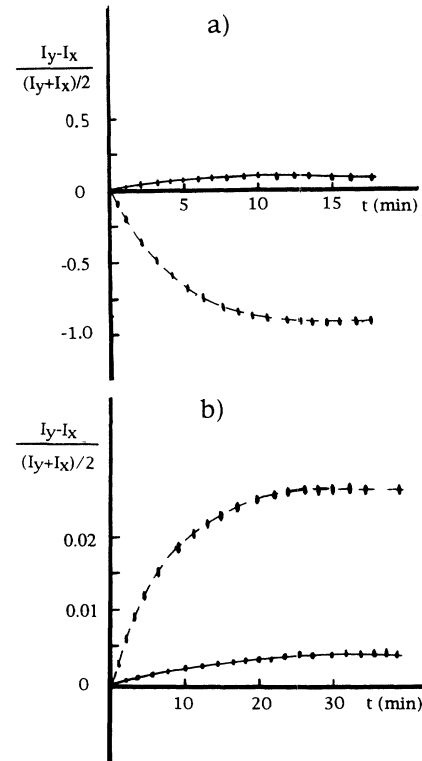 a)
Iy-Ix
(Iy+Ix)/2
0.5
0
-0.5
-1.0
5 10 15 t (min)
b)
Iy-Ix
(Iy+Ix)/2
0.02
0.01
0
10 20 30 t (min)